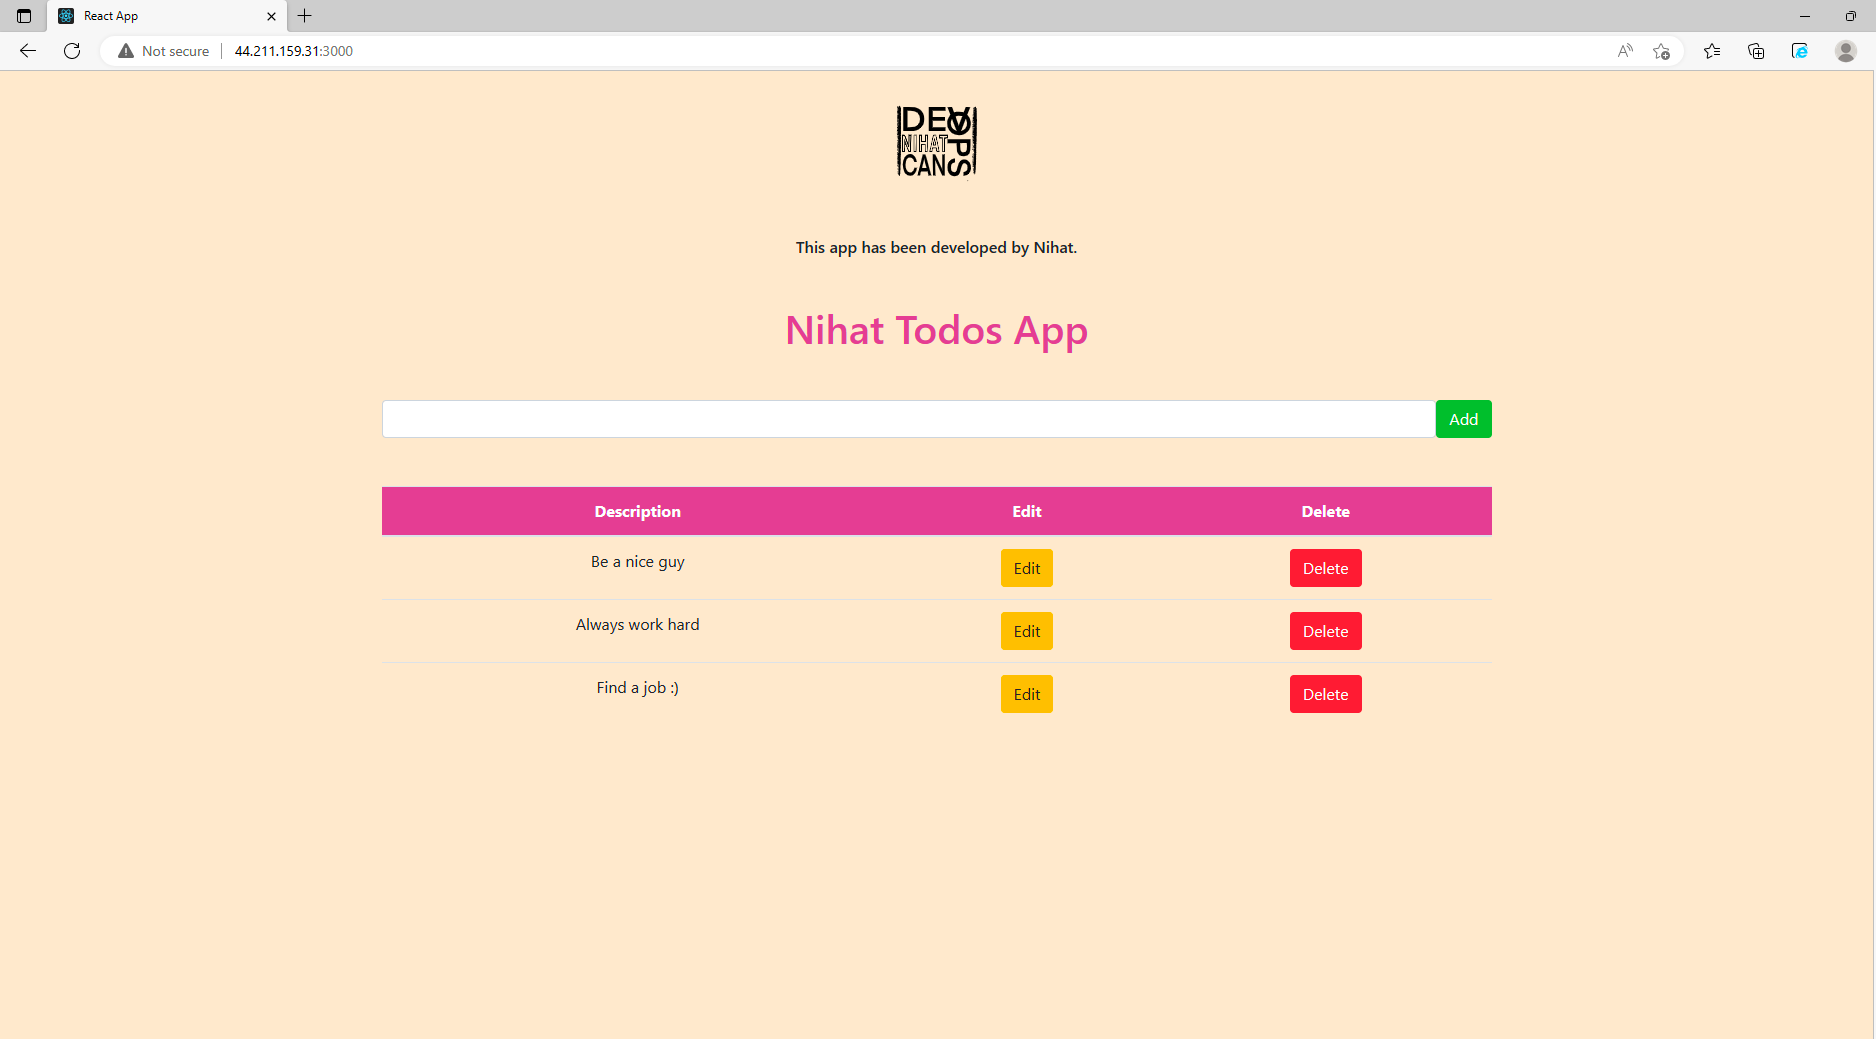 React App
Not secure 44.211.159.31:3000
DEVOPS
NIHAT
CAN
This app has been developed by Nihat.
Nihat Todos App
Add
Description Edit Delete
Be a nice guy Edit Delete
Always work hard Edit Delete
Find a job :) Edit Delete